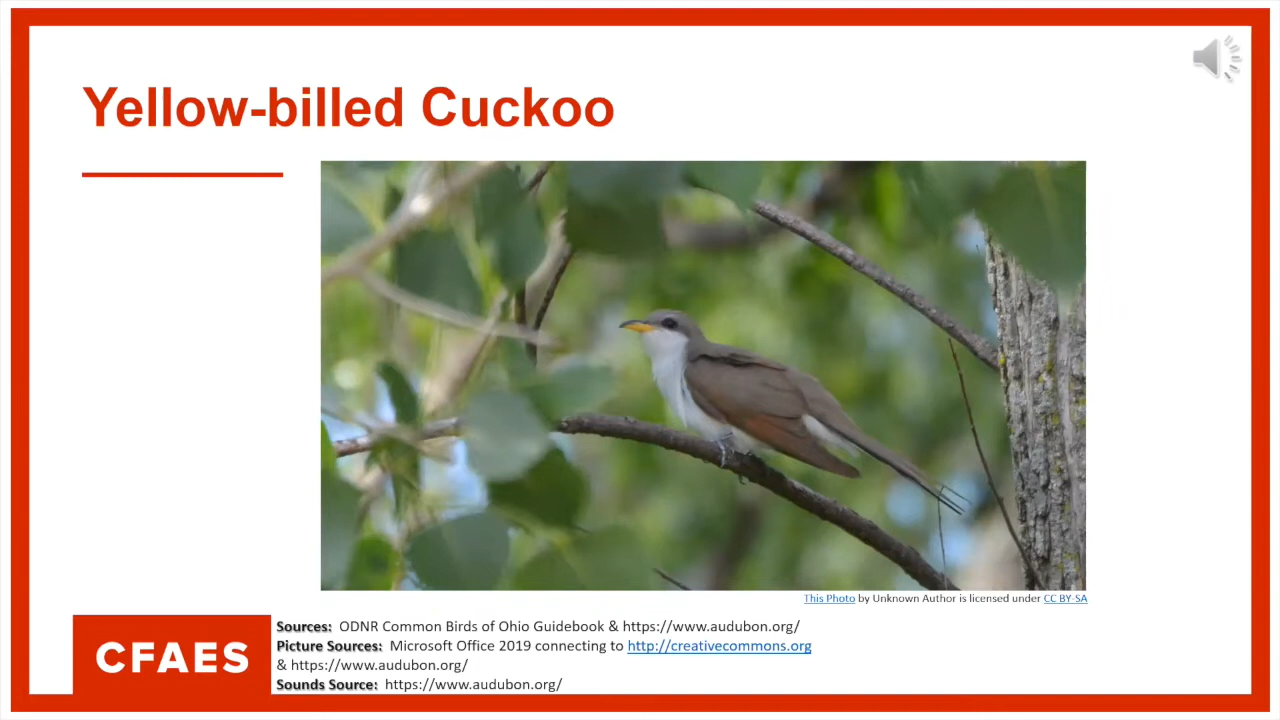 Yellow-billed Cuckoo
This Photo by Unknown Author is licensed under CC BY-SA
CFAES
Sources: ODNR Common Birds of Ohio Guidebook & https://www.audubon.org/
Picture Sources: Microsoft Office 2019 connecting to http://creativecommons.org
& https://www.audubon.org/
Sounds Source: https://www.audubon.org/